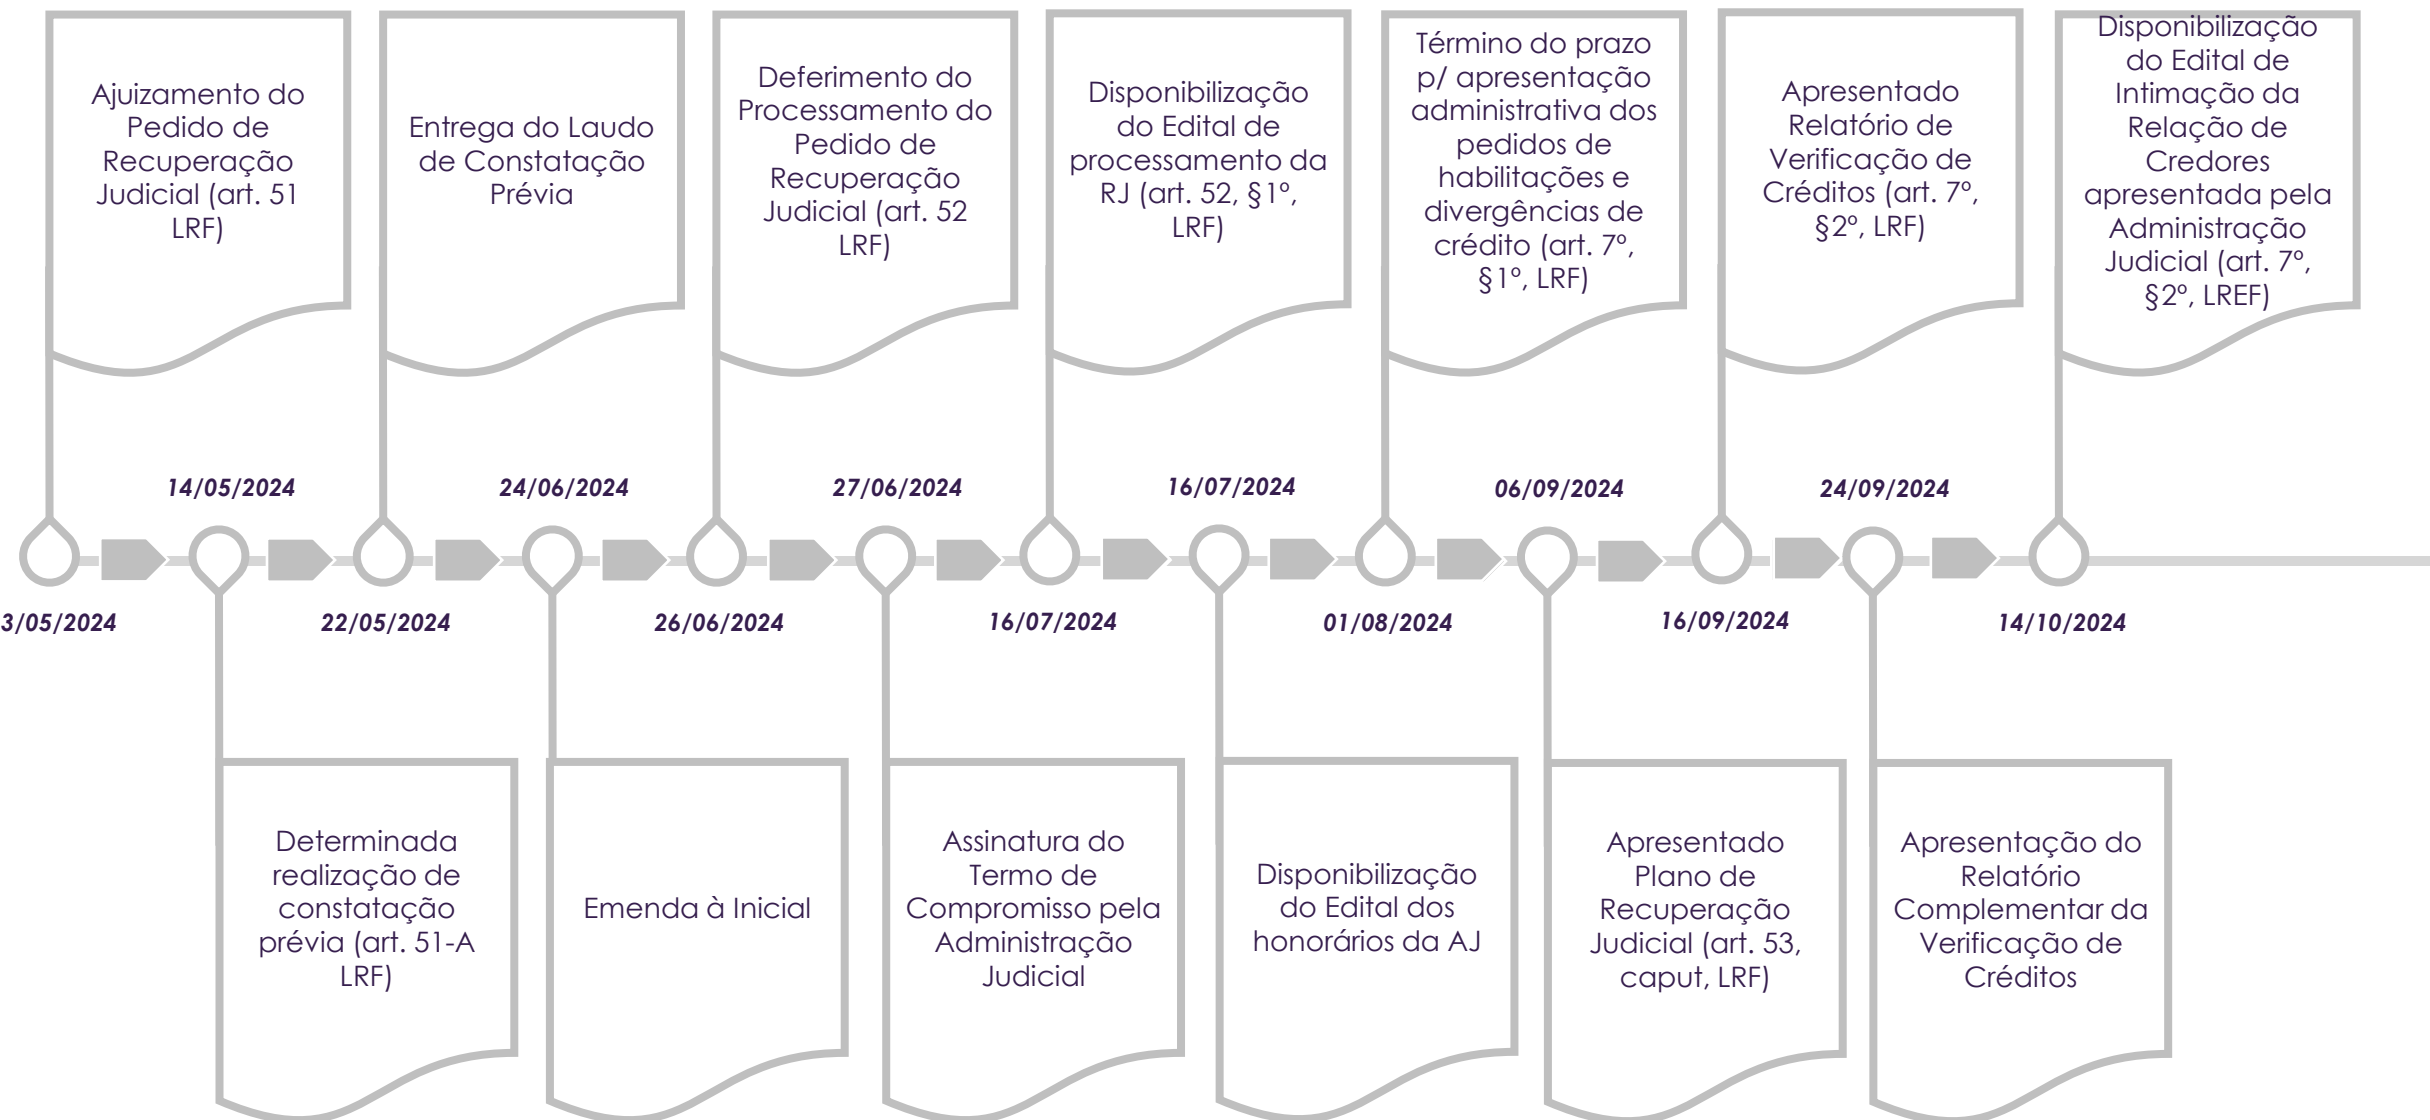 Ajuizamento do
Pedido de
Recuperação
Judicial (art. 51
LRF)
Entrega do Laudo
de Constatação
Prévia
Deferimento do
Processamento do
Pedido de
Recuperação
Judicial (art. 52
LRF)
Disponibilização
do Edital de
processamento da
RJ (art. 52, §1º,
LRF)
Término do prazo
p/ apresentação
administrativa dos
pedidos de
habilitações e
divergências de
crédito (art. 7º,
§1º, LRF)
Apresentado
Relatório de
Verificação de
Créditos (art. 7º,
§2º, LRF)
Disponibilização
do Edital de
Intimação da
Relação de
Credores
apresentada pela
Administração
Judicial (art. 7º,
§2º, LREF)
14/05/2024
24/06/2024
27/06/2024
16/07/2024
06/09/2024
24/09/2024
3/05/2024
22/05/2024
26/06/2024
16/07/2024
01/08/2024
16/09/2024
14/10/2024
Determinada
realização de
constatação
prévia (art. 51-A
LRF)
Emenda à Inicial
Assinatura do
Termo de
Compromisso pela
Administração
Judicial
Disponibilização
do Edital dos
honorários da AJ
Apresentado
Plano de
Recuperação
Judicial (art. 53,
caput, LRF)
Apresentação do
Relatório
Complementar da
Verificação de
Créditos